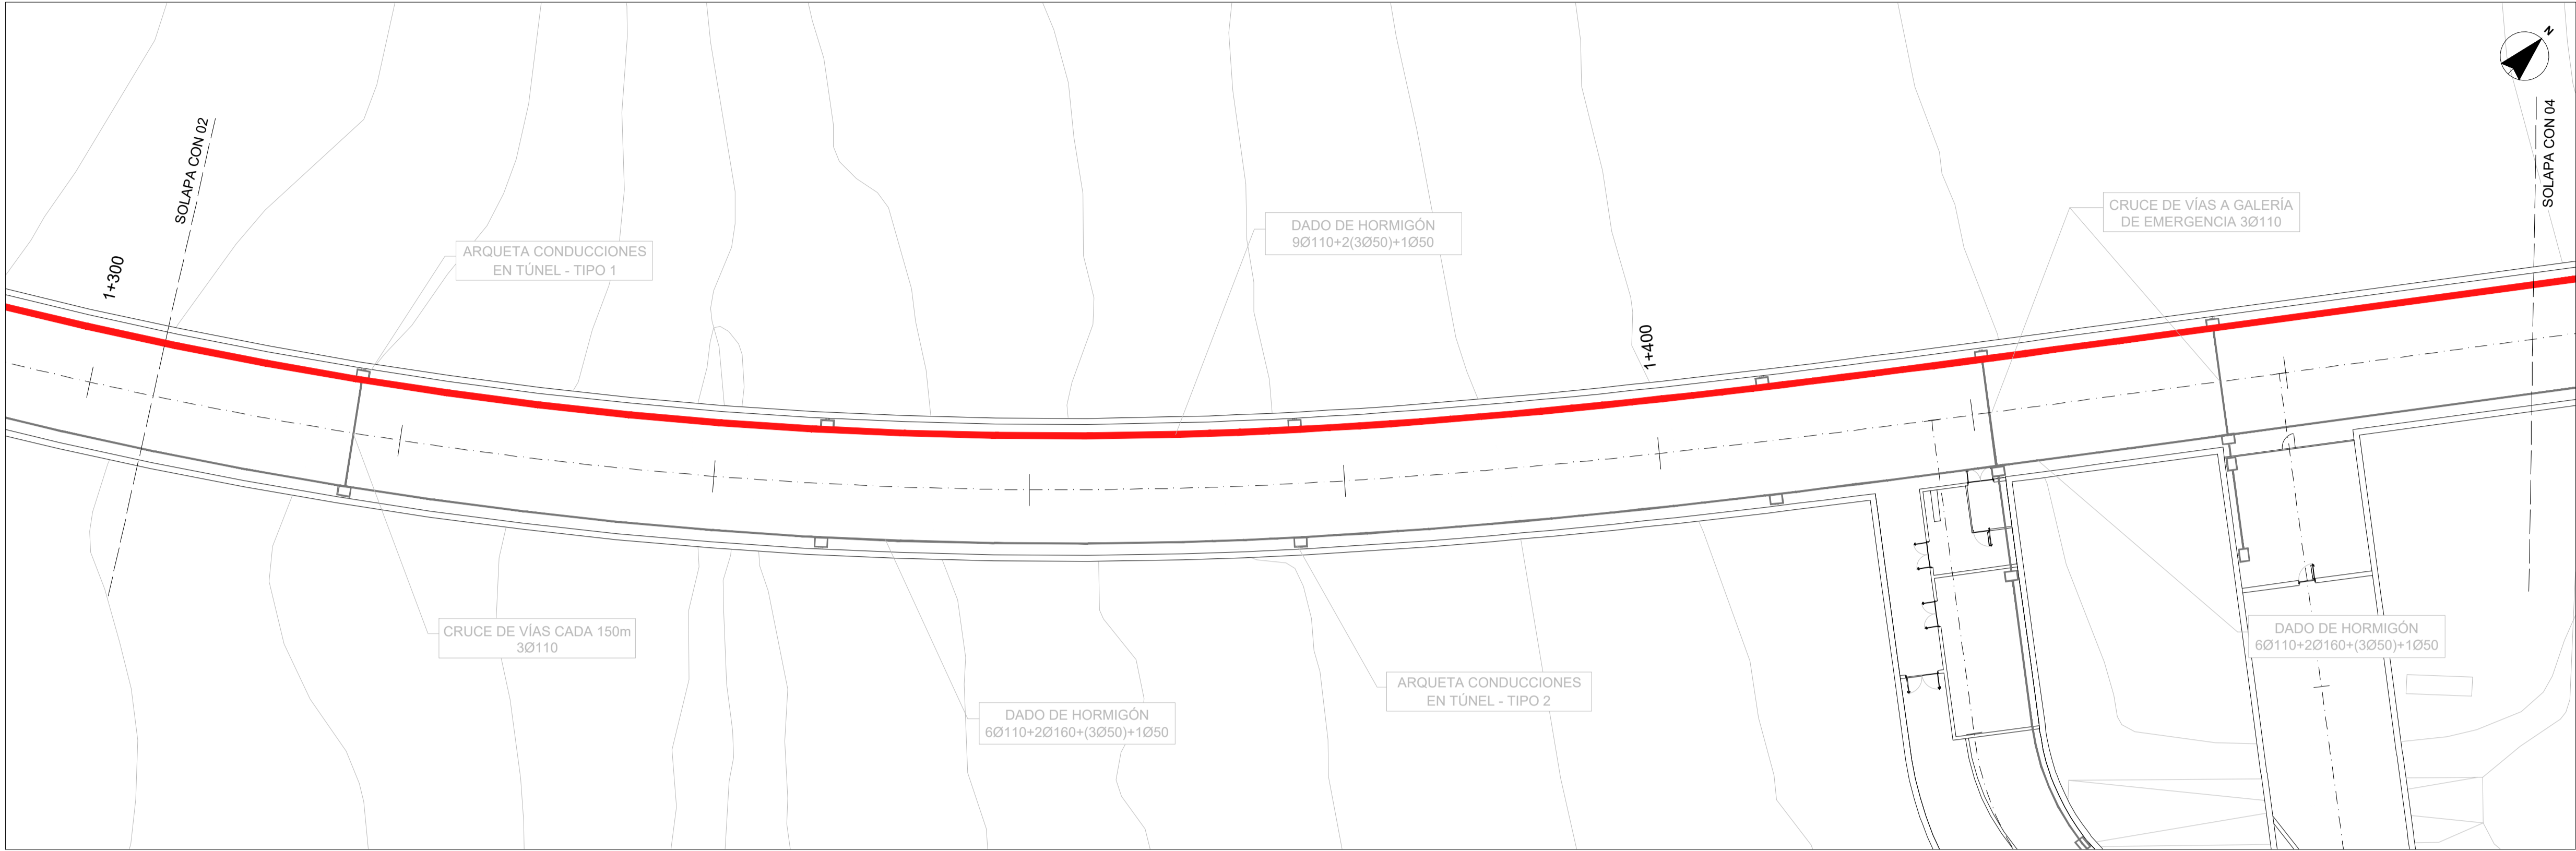 N
SOLAPA CON 02
SOLAPA CON 04
1+300
ARQUETA CONDUCCIONES
EN TÚNEL - TIPO 1
DADO DE HORMIGÓN
9Ø110+2(3Ø50)+1Ø50
CRUCE DE VÍAS A GALERÍA
DE EMERGENCIA 3Ø110
1+400
CRUCE DE VÍAS CADA 150m
3Ø110
DADO DE HORMIGÓN
6Ø110+2Ø160+(3Ø50)+1Ø50
ARQUETA CONDUCCIONES
EN TÚNEL - TIPO 2
DADO DE HORMIGÓN
6Ø110+2Ø160+(3Ø50)+1Ø50